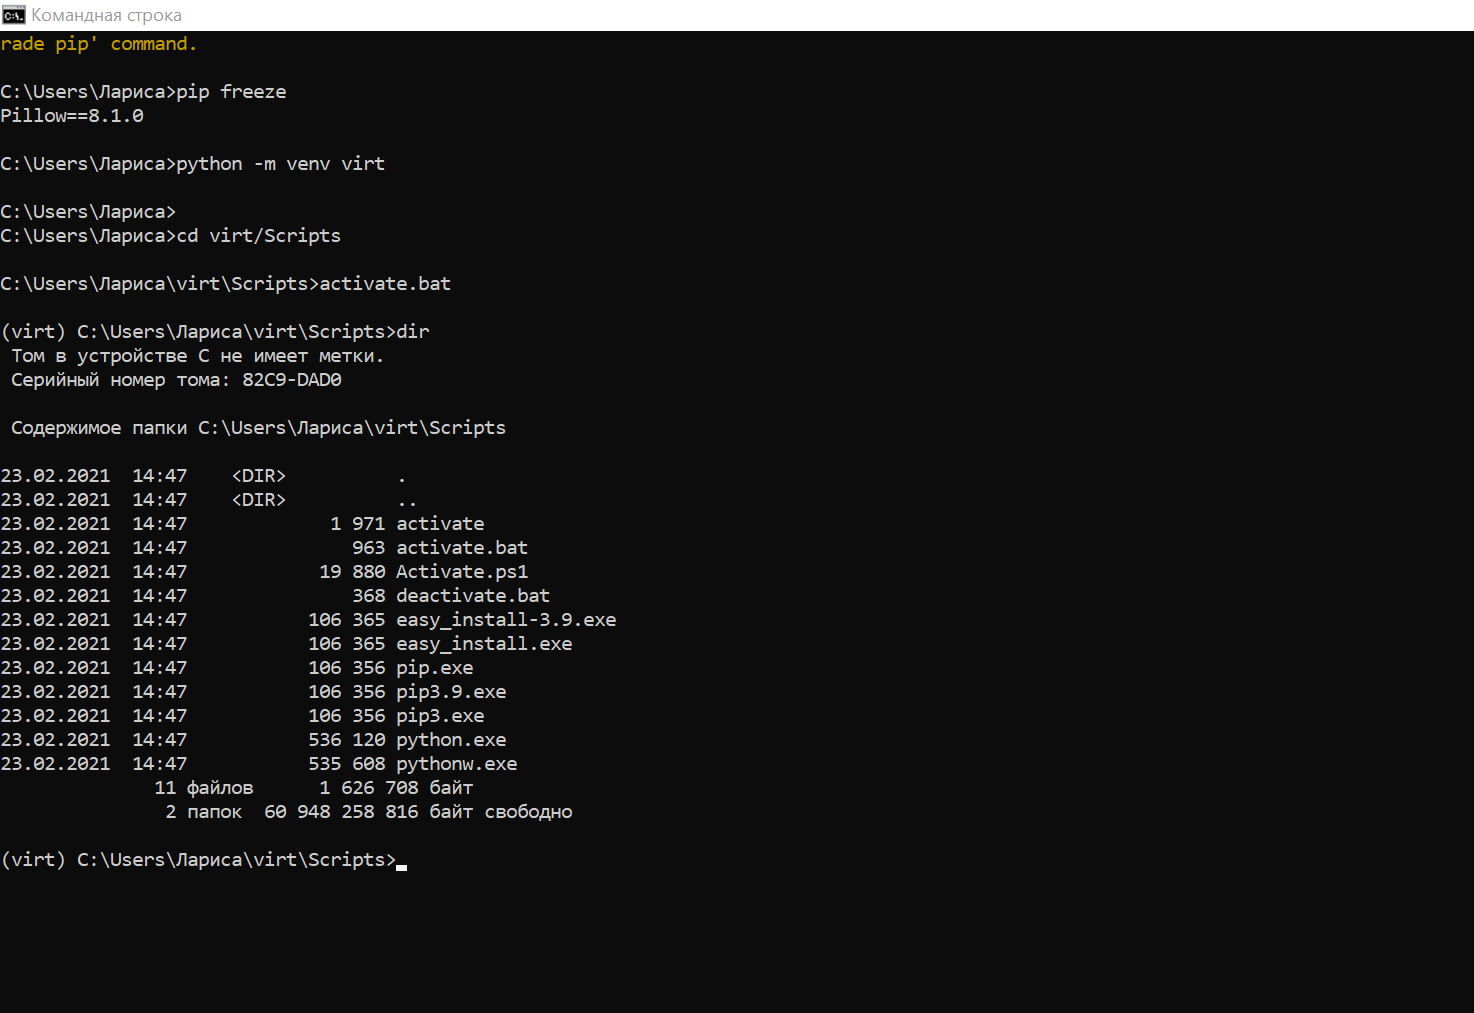 Командная строка
rade pip' command.
C:\Users\Лариса>pip freeze
Pillow==8.1.0
C:\Users\Лариса>python -m venv virt
C:\Users\Лариса>
C:\Users\Лариса>cd virt/Scripts
C:\Users\Лариса\virt\Scripts>activate.bat
(virt) C:\Users\Лариса\virt\Scripts>dir
Том в устройстве C не имеет метки.
Серийный номер тома: 82C9-DAD0
Содержимое папки C:\Users\Лариса\virt\Scripts
23.02.2021  14:47    <DIR>          .
23.02.2021  14:47    <DIR>          ..
23.02.2021  14:47             1 971 activate
23.02.2021  14:47               963 activate.bat
23.02.2021  14:47            19 880 Activate.ps1
23.02.2021  14:47               368 deactivate.bat
23.02.2021  14:47           106 365 easy_install-3.9.exe
23.02.2021  14:47           106 365 easy_install.exe
23.02.2021  14:47           106 356 pip.exe
23.02.2021  14:47           106 356 pip3.9.exe
23.02.2021  14:47           106 356 pip3.exe
23.02.2021  14:47           536 120 python.exe
23.02.2021  14:47           535 608 pythonw.exe
11 файлов      1 626 708 байт
2 папок  60 948 258 816 байт свободно
(virt) C:\Users\Лариса\virt\Scripts>